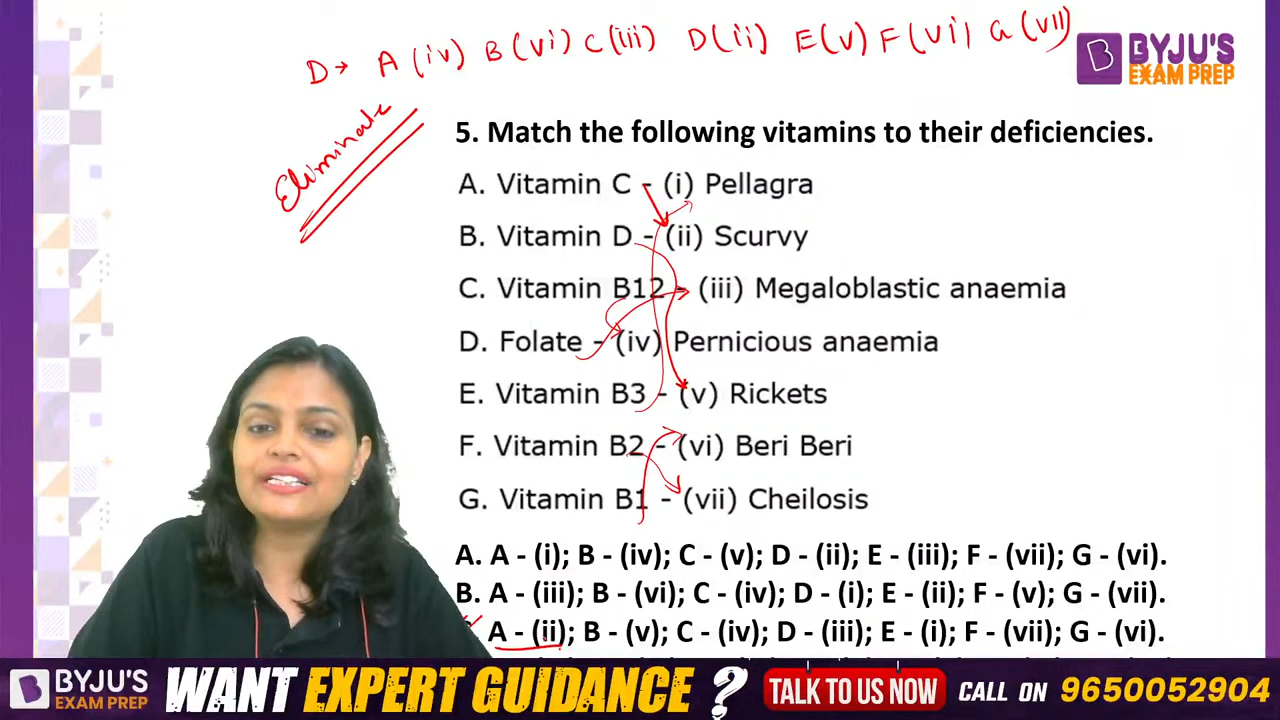 D → A (iv) B (vi) C (iii) D (ii) E (v) F (vi) G (vii)
BYJU'S
EXAM PREP
Eliminate
5. Match the following vitamins to their deficiencies.
A. Vitamin C - (i) Pellagra
B. Vitamin D - (ii) Scurvy
C. Vitamin B12 - (iii) Megaloblastic anaemia
D. Folate - (iv) Pernicious anaemia
E. Vitamin B3 - (v) Rickets
F. Vitamin B2 - (vi) Beri Beri
G. Vitamin B1 - (vii) Cheilosis
A. A - (i); B - (iv); C - (v); D - (ii); E - (iii); F - (vii); G - (vi).
B. A - (iii); B - (vi); C - (iv); D - (i); E - (ii); F - (v); G - (vii).
A - (ii); B - (v); C - (iv); D - (iii); E - (i); F - (vii); G - (vi).
BYJU'S
EXAM PREP
WANT EXPERT GUIDANCE ?
TALK TO US NOW
CALL ON 9650052904